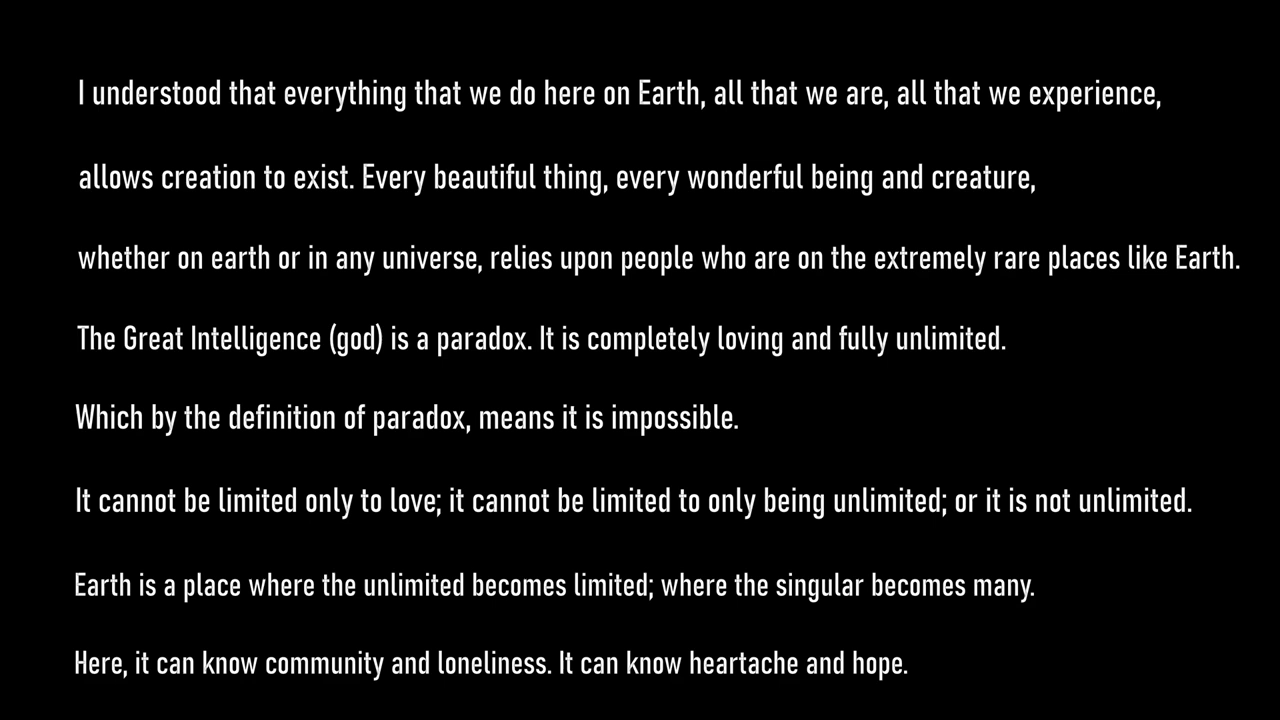 I understood that everything that we do here on Earth, all that we are, all that we experience,
allows creation to exist. Every beautiful thing, every wonderful being and creature,
whether on earth or in any universe, relies upon people who are on the extremely rare places like Earth.
The Great Intelligence (god) is a paradox. It is completely loving and fully unlimited.
Which by the definition of paradox, means it is impossible.
It cannot be limited only to love; it cannot be limited to only being unlimited; or it is not unlimited.
Earth is a place where the unlimited becomes limited; where the singular becomes many.
Here, it can know community and loneliness. It can know heartache and hope.